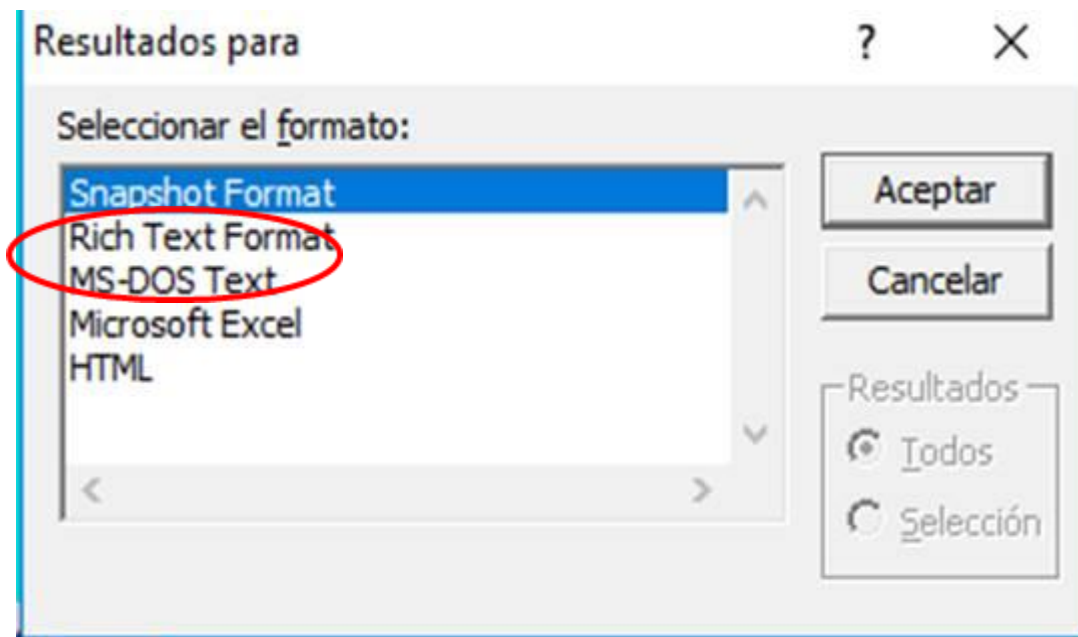 Resultados para
?
Seleccionar el formato:
Snapshot Format
Rich Text Format
MS-DOS Text
Microsoft Excel
HTML
Aceptar
Cancelar
Resultados
Todos
Selección